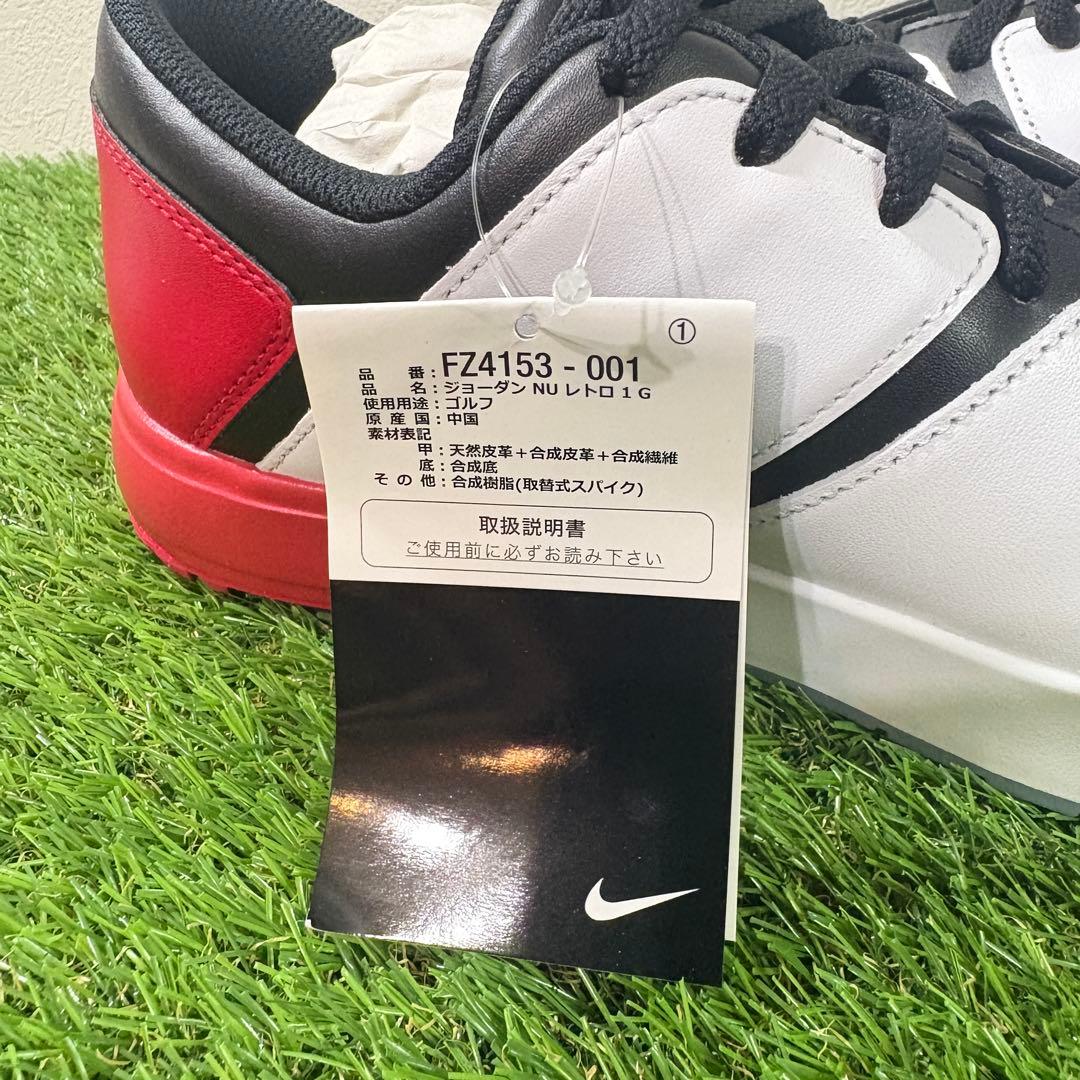 ①
品 番：FZ4153 - 001
品 名：ジョーダン NU レトロ 1 G
使用用途：ゴルフ
原 産 国：中国
素材表記
甲：天然皮革＋合成皮革＋合成繊維
底：合成底
そ の 他：合成樹脂(取替式スパイク)
取扱説明書
ご使用前に必ずお読み下さい